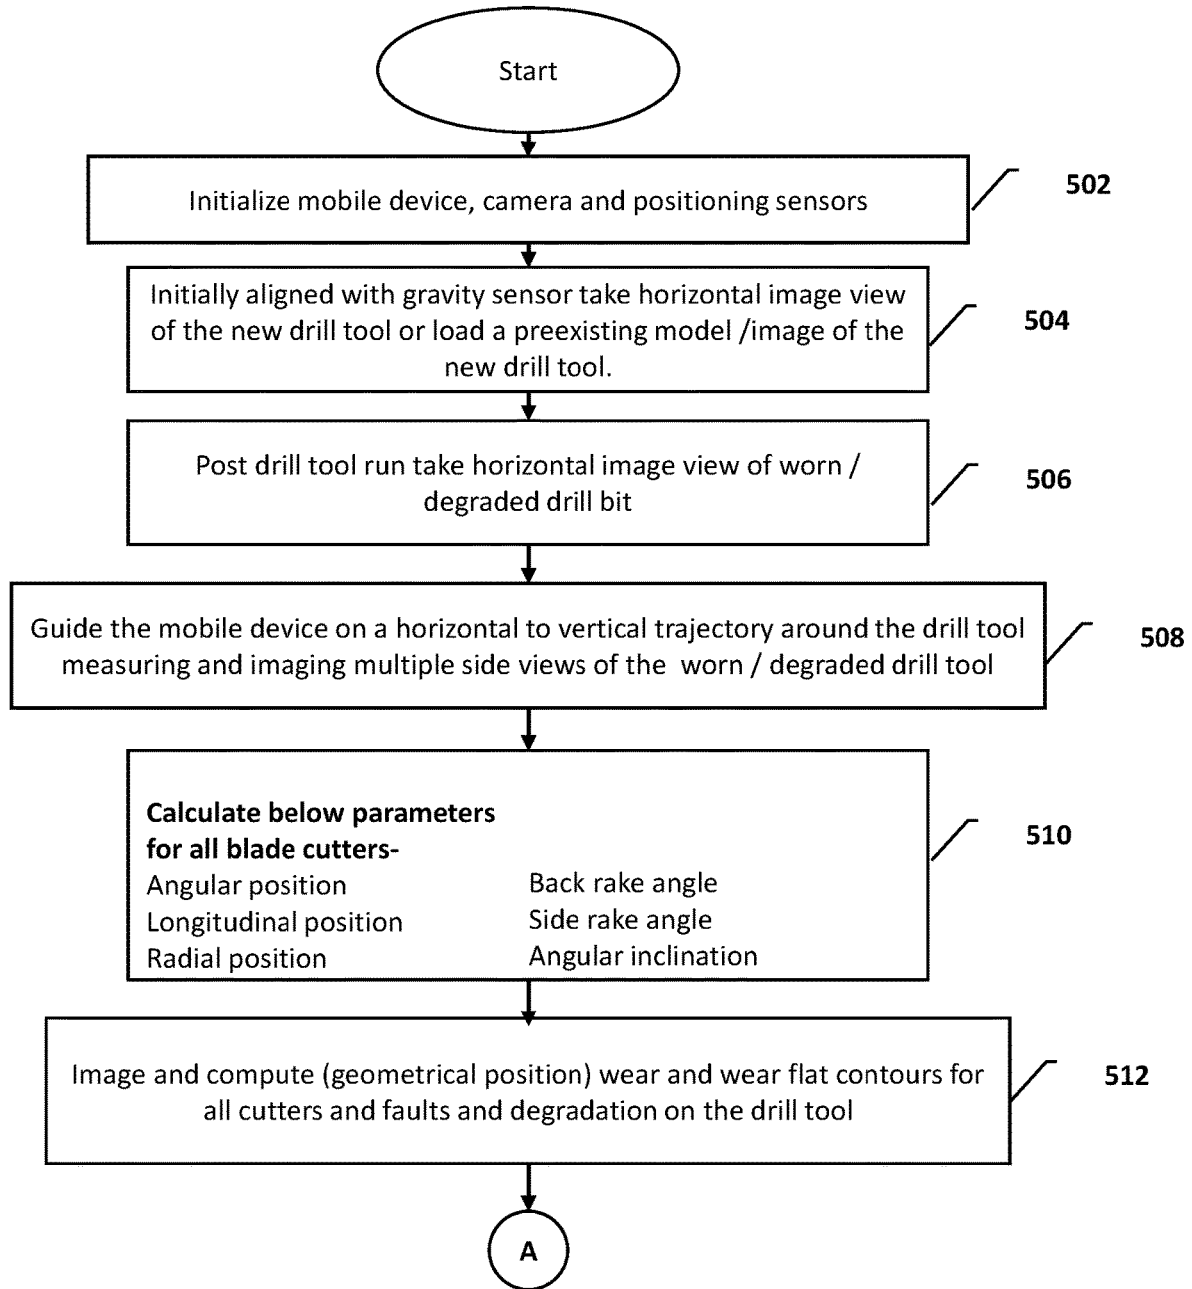 Start
Initialize mobile device, camera and positioning sensors
502
Initially aligned with gravity sensor take horizontal image view
of the new drill tool or load a preexisting model /image of the
new drill tool.
504
Post drill tool run take horizontal image view of worn /
degraded drill bit
506
Guide the mobile device on a horizontal to vertical trajectory around the drill tool
measuring and imaging multiple side views of the worn / degraded drill tool
508
Calculate below parameters
for all blade cutters-
Angular position
Longitudinal position
Radial position
Back rake angle
Side rake angle
Angular inclination
510
Image and compute (geometrical position) wear and wear flat contours for
all cutters and faults and degradation on the drill tool
512
A